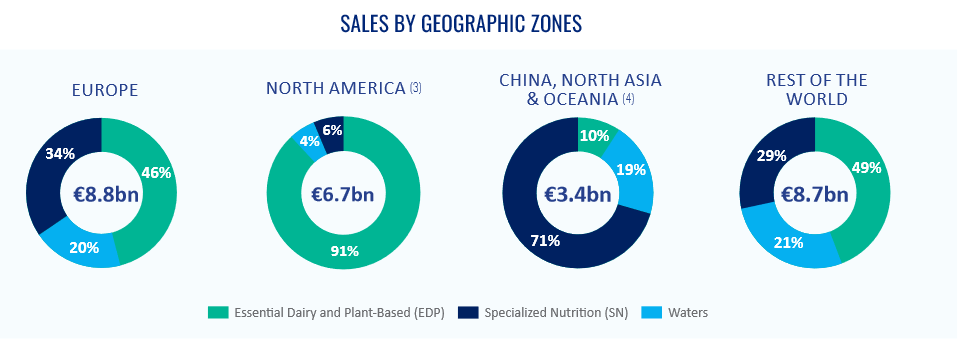 SALES BY GEOGRAPHIC ZONES
EUROPE
34%
46%
€8.8bn
20%
NORTH AMERICA (3)
4%
6%
€6.7bn
91%
CHINA, NORTH ASIA
& OCEANIA (4)
10%
19%
€3.4bn
71%
REST OF THE
WORLD
29%
49%
€8.7bn
21%
Essential Dairy and Plant-Based (EDP)
Specialized Nutrition (SN)
Waters